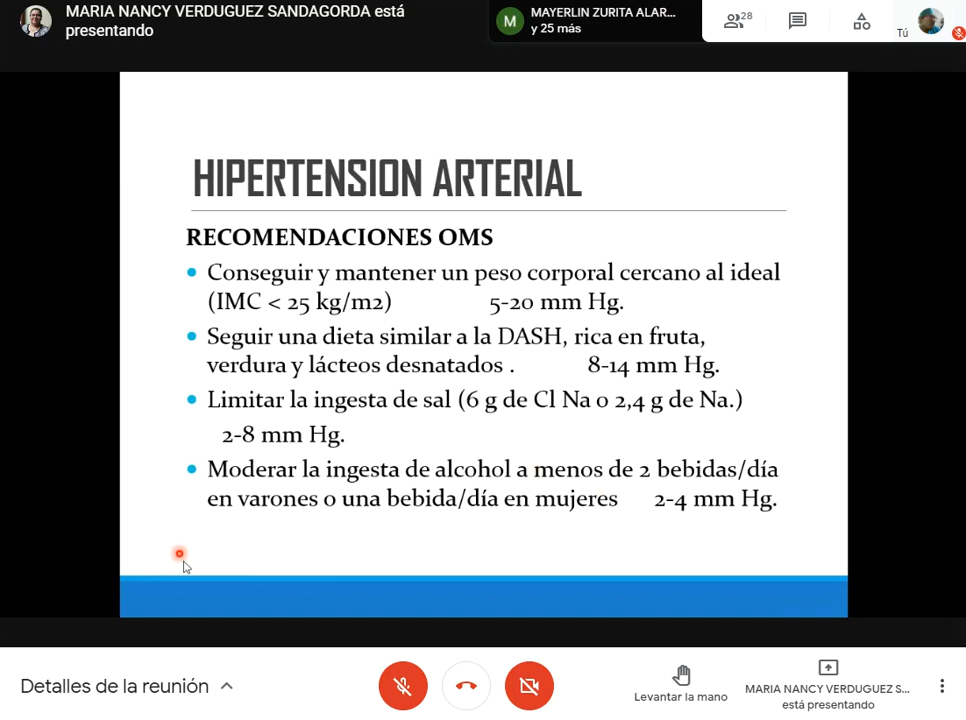 MARIA NANCY VERDUGUEZ SANDAGORDA está
presentando
M
MAYERLIN ZURITA ALAR...
y 25 más
28
Tú
HIPERTENSION ARTERIAL
RECOMENDACIONES OMS
Conseguir y mantener un peso corporal cercano al ideal
(IMC < 25 kg/m2) 5-20 mm Hg.
Seguir una dieta similar a la DASH, rica en fruta,
verdura y lácteos desnatados . 8-14 mm Hg.
Limitar la ingesta de sal (6 g de Cl Na o 2,4 g de Na.)
2-8 mm Hg.
Moderar la ingesta de alcohol a menos de 2 bebidas/día
en varones o una bebida/día en mujeres 2-4 mm Hg.
Detalles de la reunión
Levantar la mano
MARIA NANCY VERDUGUEZ S...
está presentando